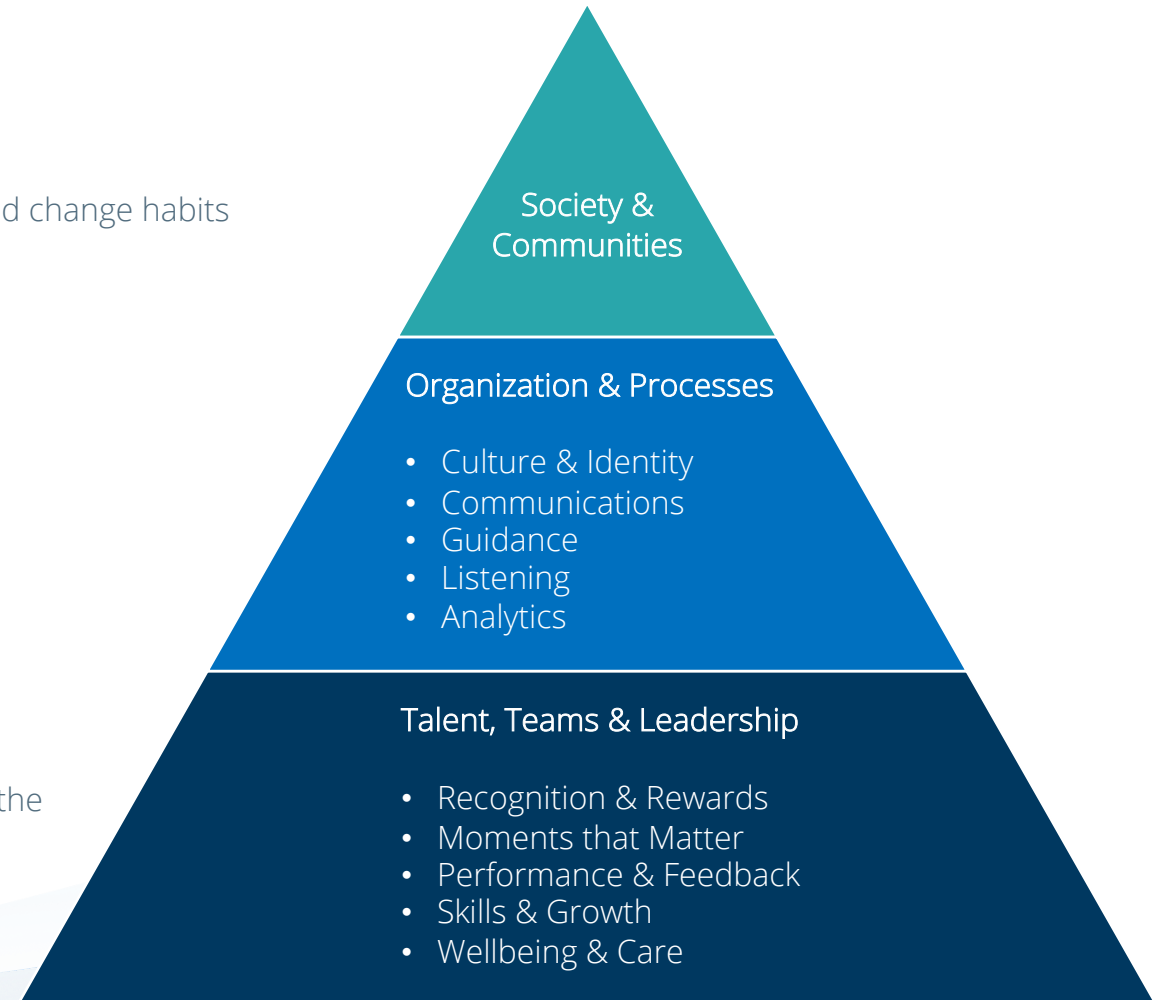 d change habits
Society &
Communities
Organization & Processes
• Culture & Identity
• Communications
• Guidance
• Listening
• Analytics
Talent, Teams & Leadership
the
• Recognition & Rewards
• Moments that Matter
• Performance & Feedback
• Skills & Growth
• Wellbeing & Care